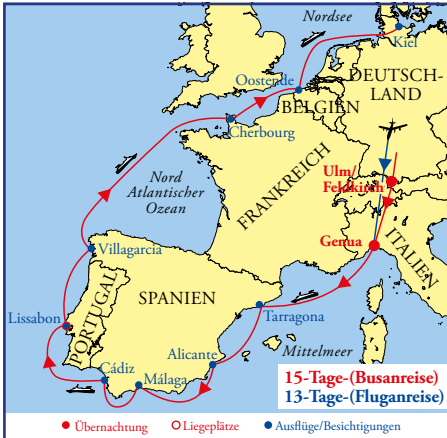 Nordsee
Kiel
Oostende
DEUTSCH-
LAND
BELGIEN
Cherbourg
Ulm/
Feldkirch
Nord
Atlantischer
Ozean
FRANKREICH
Villagarcia
Genua
ITALIEN
PORTUGAL
SPANIEN
Tarragona
Lissabon
Mittelmeer
Alicante
Cádiz
Málaga
15-Tage-(Busanreise)
13-Tage-(Fluganreise)
Übernachtung
Liegeplätze
Ausflüge/Besichtigungen